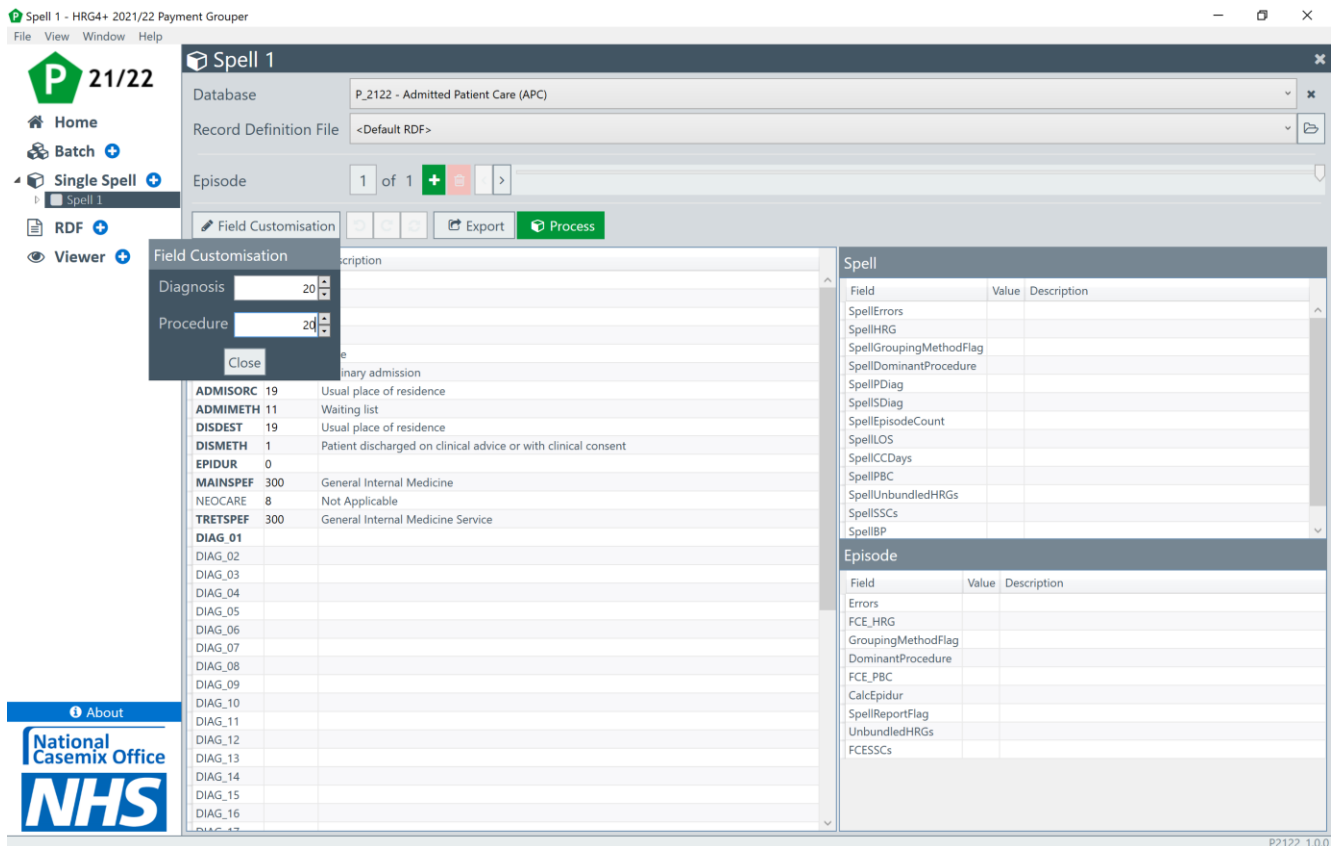 Spell 1 - HRG4+ 2021/22 Payment Grouper
File View Window Help
P 21/22
Home
Batch
Single Spell
Spell 1
RDF
Viewer
Spell 1
Database P_2122 - Admitted Patient Care (APC)
Record Definition File <Default RDF>
Episode 1 of 1
Field Customisation Export Process
Field Customisation
Diagnosis 20
Procedure 20
Close
scription
e
inary admission
ADMISORC 19 Usual place of residence
ADMIMETH 11 Waiting list
DISDEST 19 Usual place of residence
DISMETH 1 Patient discharged on clinical advice or with clinical consent
EPIDUR 0
MAINSPEF 300 General Internal Medicine
NEOCARE 8 Not Applicable
TRETSPEF 300 General Internal Medicine Service
DIAG_01
DIAG_02
DIAG_03
DIAG_04
DIAG_05
DIAG_06
DIAG_07
DIAG_08
DIAG_09
DIAG_10
DIAG_11
DIAG_12
DIAG_13
DIAG_14
DIAG_15
DIAG_16
DIAG_17
Spell
Field Value Description
SpellErrors
SpellHRG
SpellGroupingMethodFlag
SpellDominantProcedure
SpellPDiag
SpellSDiag
SpellEpisodeCount
SpellLOS
SpellCCDays
SpellPBC
SpellUnbundledHRGs
SpellSSCs
SpellBP
Episode
Field Value Description
Errors
FCE_HRG
GroupingMethodFlag
DominantProcedure
FCE_PBC
CalcEpidur
SpellReportFlag
UnbundledHRGs
FCESSCs
About
National
Casemix Office
NHS
P2122_1.0.0